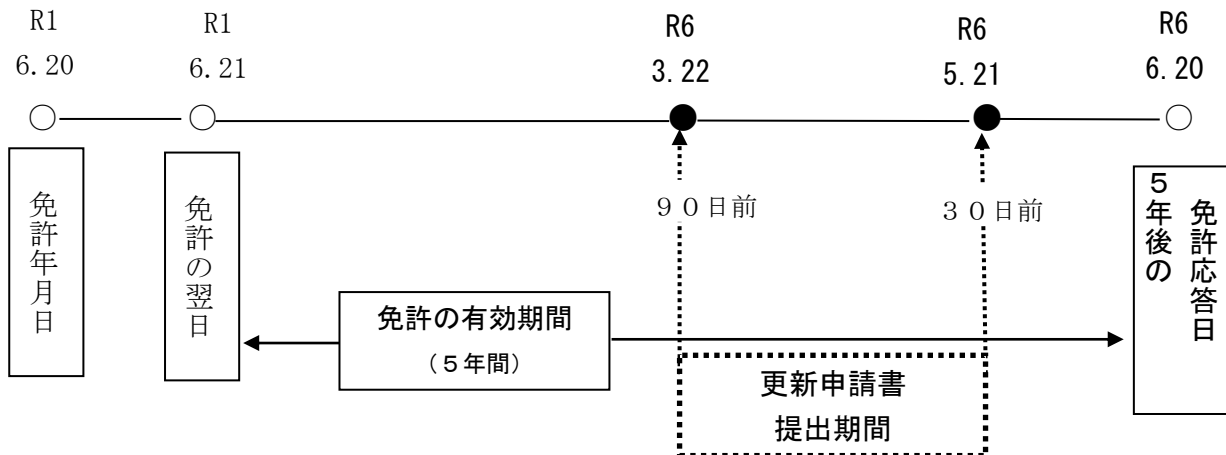 R1
6.20
R1
6.21
R6
3.22
R6
5.21
R6
6.20
免許年月日
免許の翌日
90日前
30日前
5年後の
免許応答日
免許の有効期間
(5年間)
更新申請書
提出期間